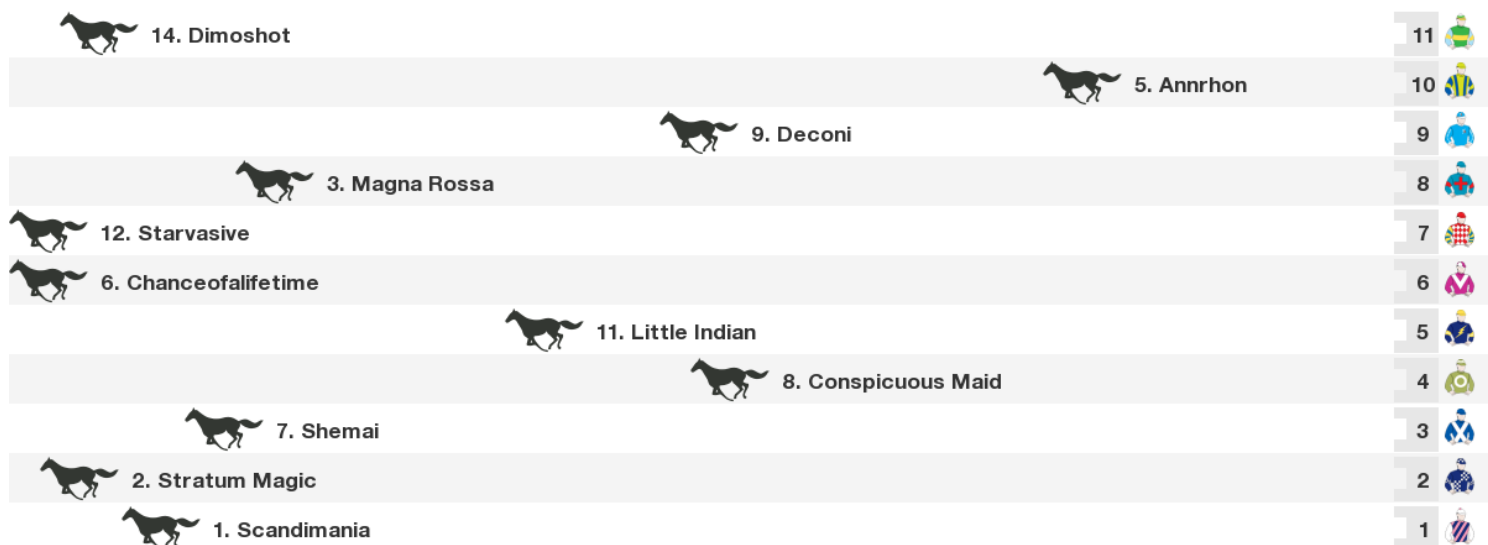 14. Dimoshot 11
5. Annrhon 10
9. Deconi 9
3. Magna Rossa 8
12. Starvasive 7
6. Chanceofalifetime 6
11. Little Indian 5
8. Conspicuous Maid 4
7. Shemai 3
2. Stratum Magic 2
1. Scandimania 1